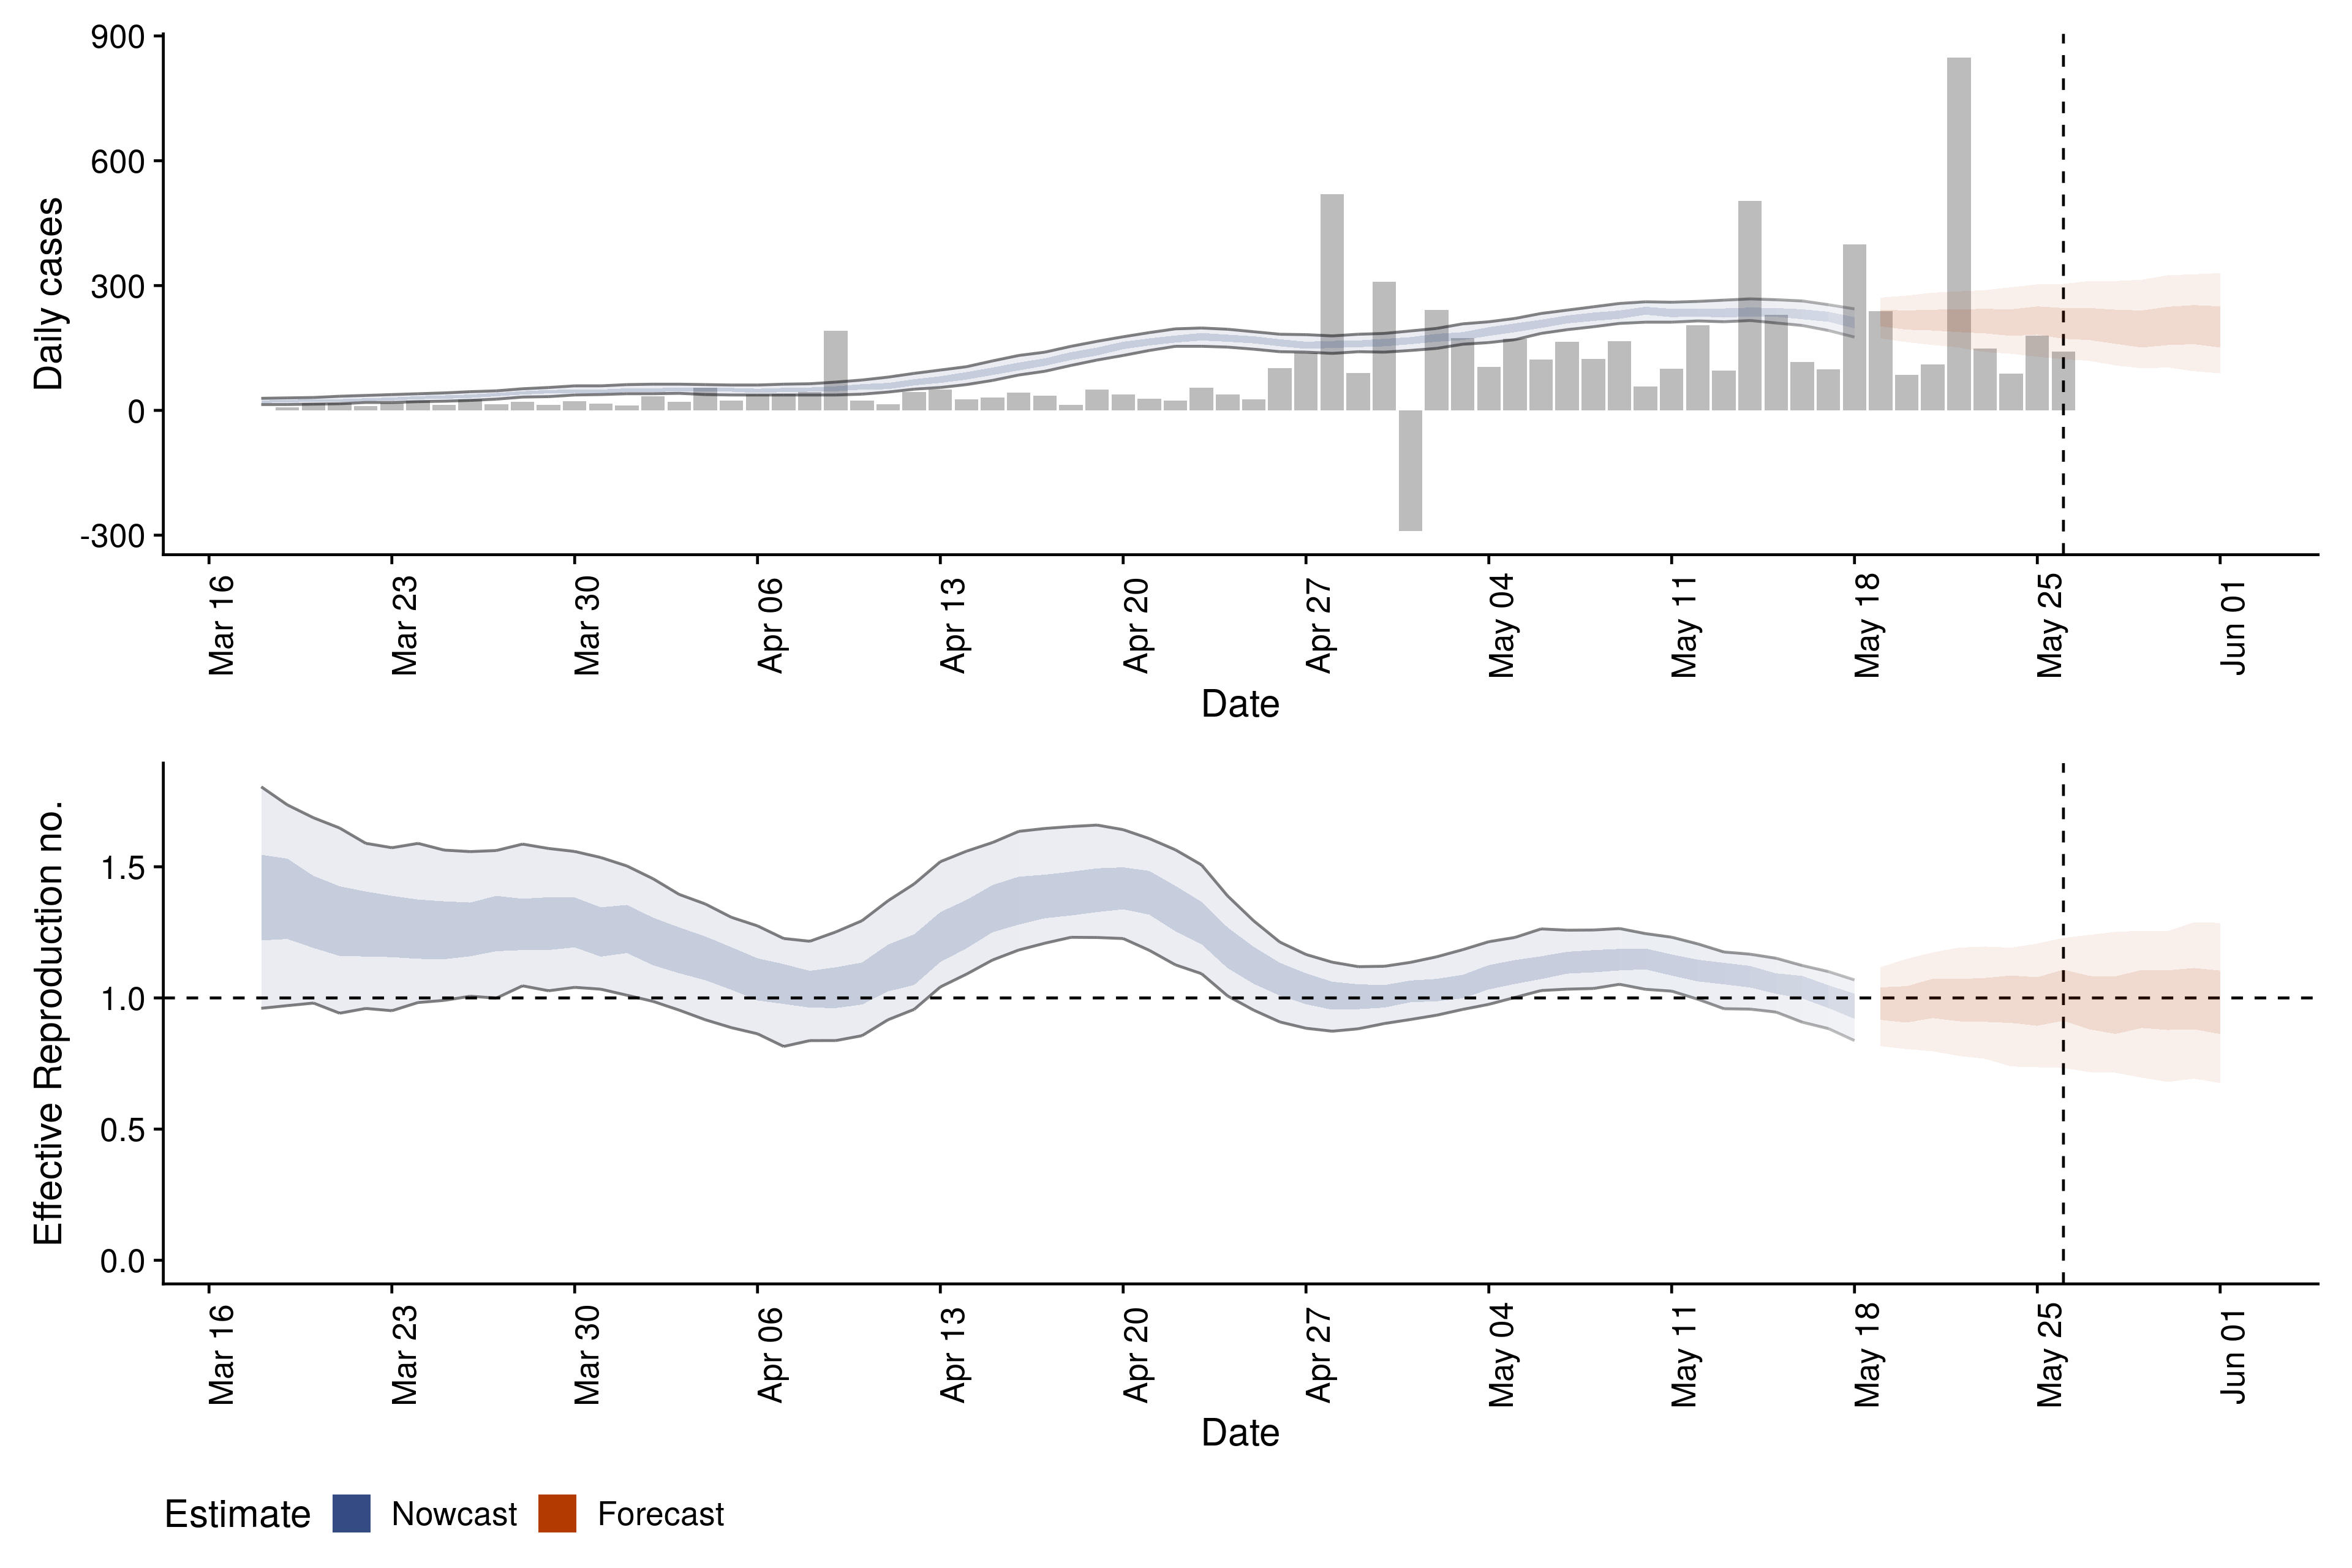 Daily cases
900
600
300
0
-300
Mar 16
Mar 23
Mar 30
Apr 06
Apr 13
Apr 20
Apr 27
May 04
May 11
May 18
May 25
Jun 01
Date
Effective Reproduction no.
1.5
1.0
0.5
0.0
Mar 16
Mar 23
Mar 30
Apr 06
Apr 13
Apr 20
Apr 27
May 04
May 11
May 18
May 25
Jun 01
Date
Estimate Nowcast Forecast